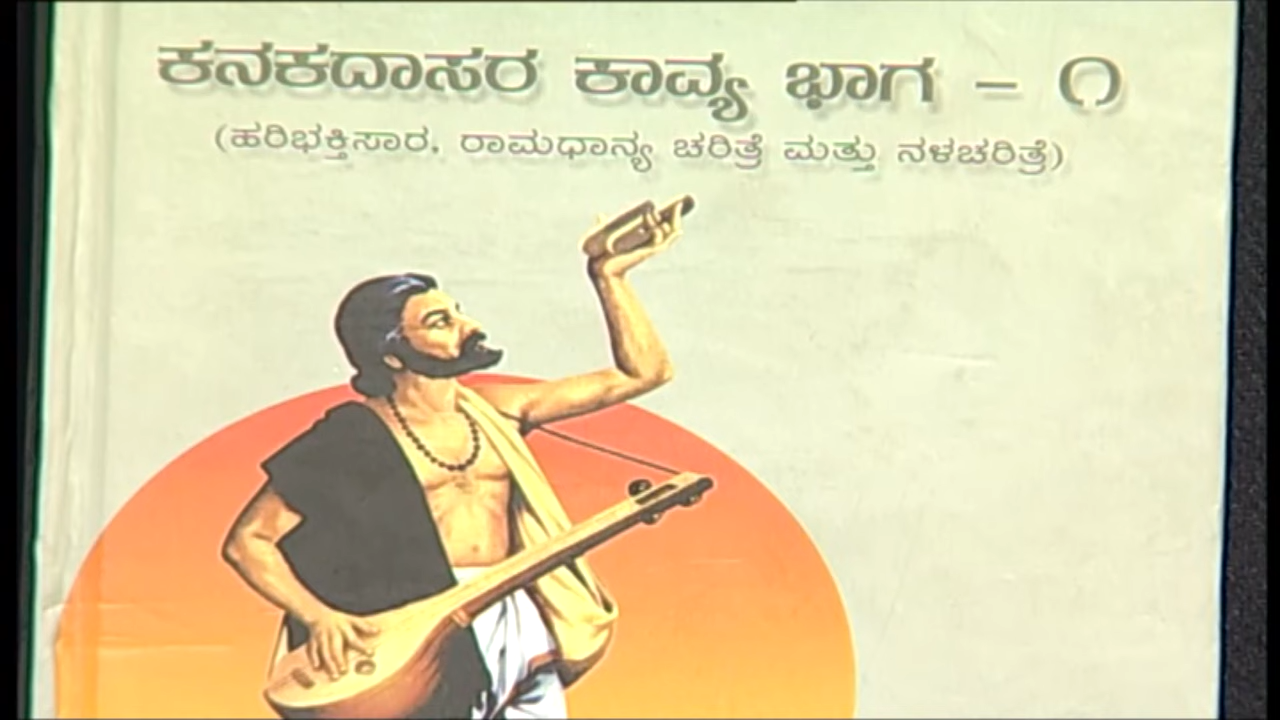 ಕನಕದಾಸರ ಕಾವ್ಯ ಭಾಗ - ೧
(ಹರಿಭಕ್ತಿಸಾರ, ರಾಮಧಾನ್ಯ ಚರಿತ್ರೆ ಮತ್ತು ನಳಚರಿತ್ರೆ)